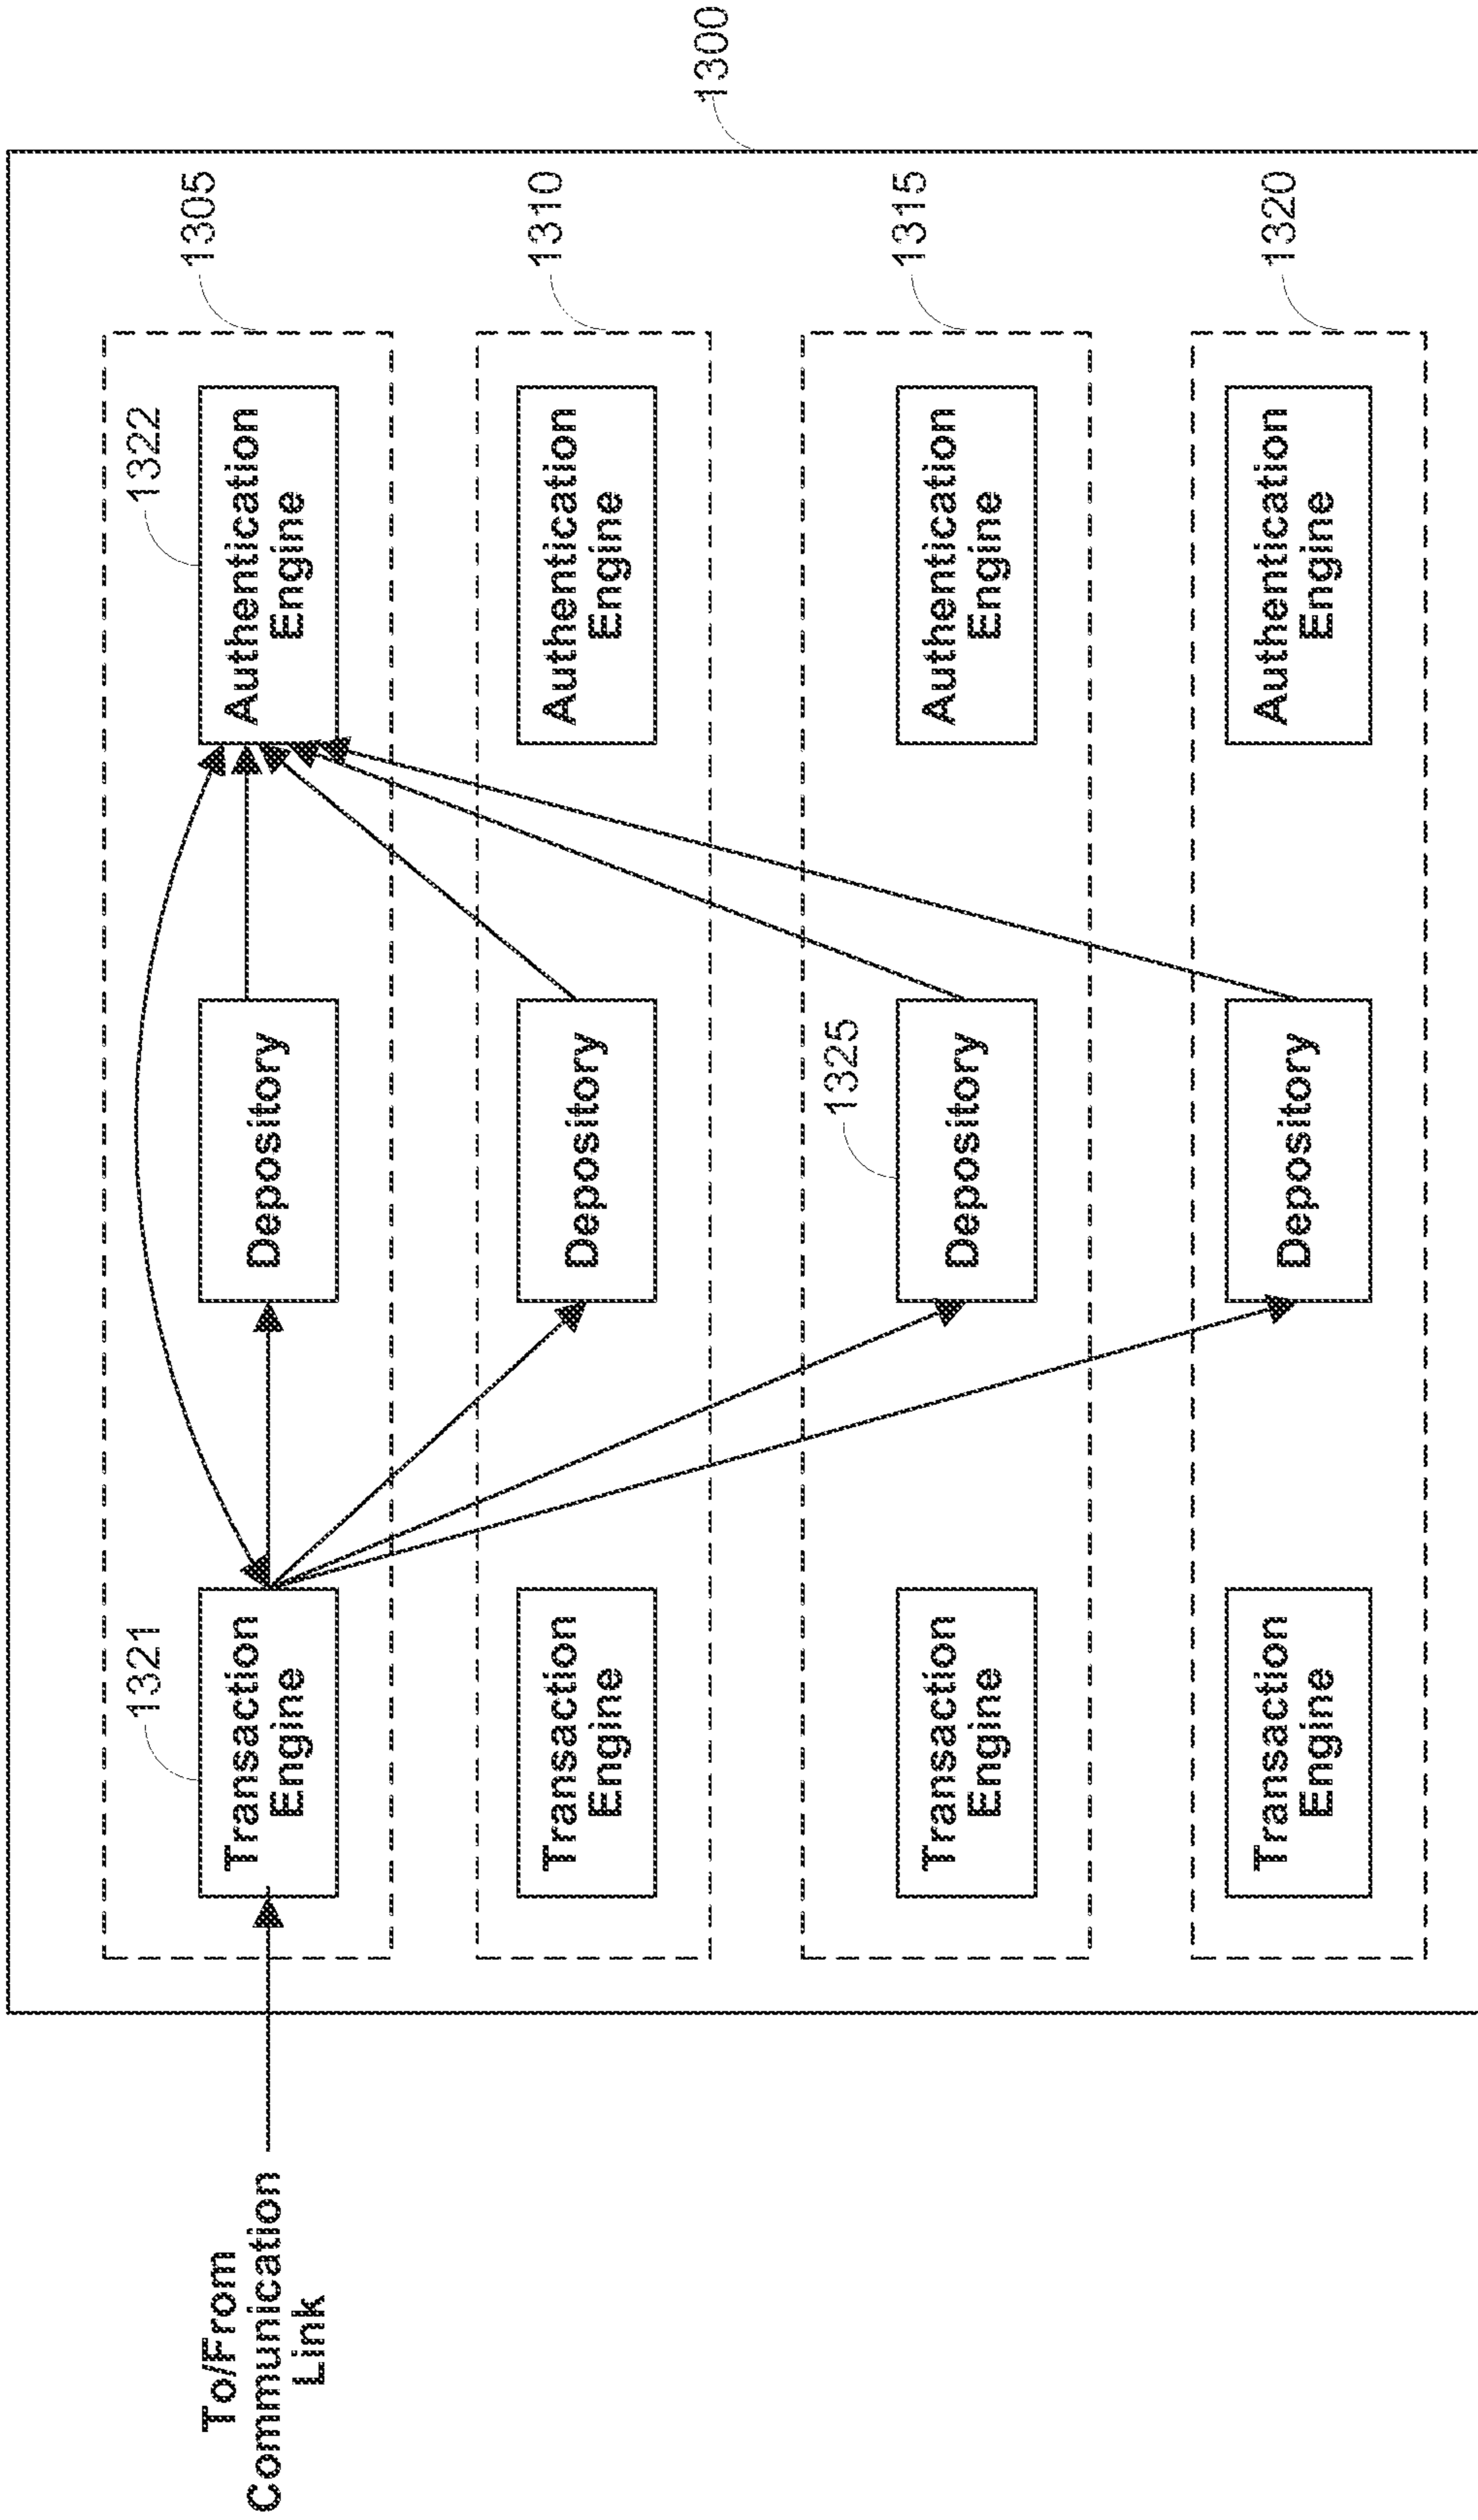 To/From
Communication
Link
1300
1305
1321
Transaction
Engine
Depository
1322
Authentication
Engine
1310
Transaction
Engine
Depository
Authentication
Engine
1315
Transaction
Engine
1325
Depository
Authentication
Engine
1320
Transaction
Engine
Depository
Authentication
Engine